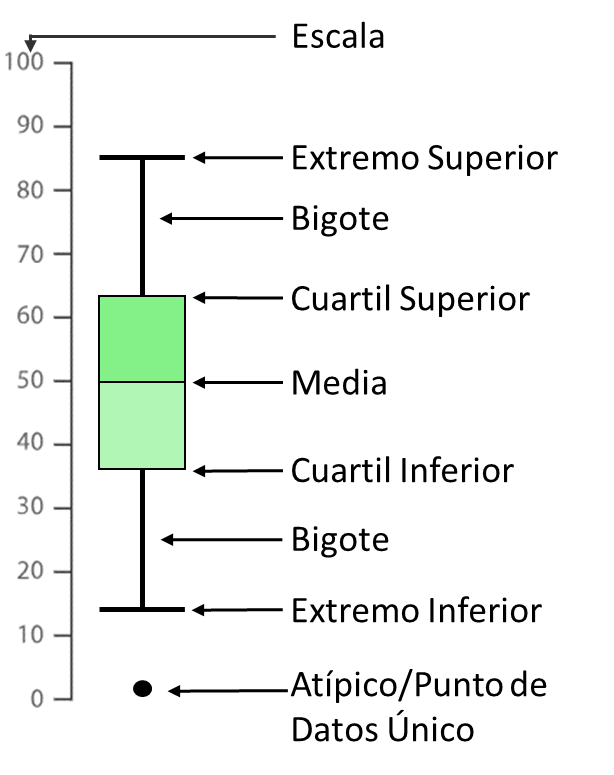 Escala
100
90
Extremo Superior
80
Bigote
70
Cuartil Superior
60
50
Media
40
Cuartil Inferior
30
Bigote
20
Extremo Inferior
10
0
Atípico/Punto de
Datos Único